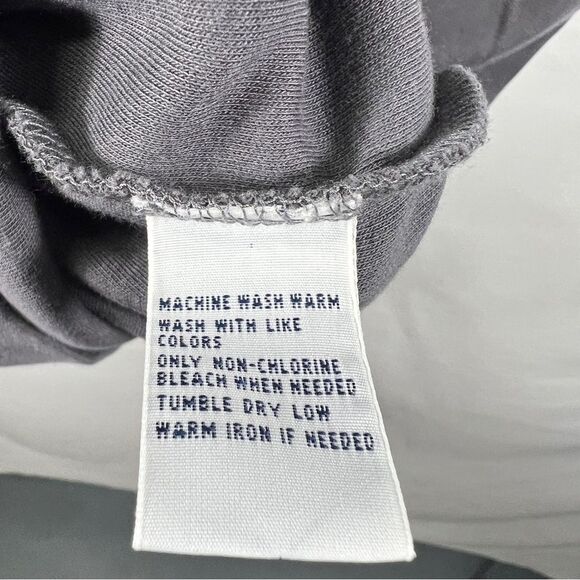 MACHINE WASH WARM
WASH WITH LIKE
COLORS
ONLY NON-CHLORINE
BLEACH WHEN NEEDED
TUMBLE DRY LOW
WARM IRON IF NEEDED